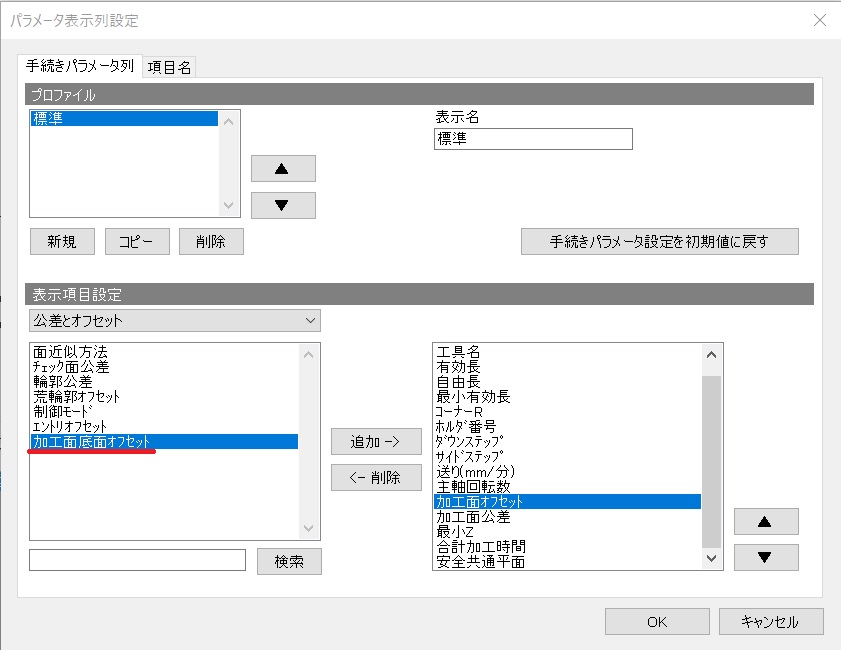 パラメータ表示列設定
手続きパラメータ列
項目名
プロファイル
標準
表示名
標準
▲
▼
新規
コピー
削除
手続きパラメータ設定を初期値に戻す
表示項目設定
公差とオフセット
面近似方法
ﾁｪｯｸ面公差
輪郭公差
荒輪郭ｵﾌｾｯﾄ
制御ﾓｰﾄﾞ
ｴﾝﾄﾘｵﾌｾｯﾄ
加工面底面ｵﾌｾｯﾄ
追加 ->
<- 削除
検索
工具名
有効長
自由長
最小有効長
ｺｰﾅｰR
ﾎﾙﾀﾞ番号
ﾀﾞｳﾝｽﾃｯﾌﾟ
ｻｲﾄﾞｽﾃｯﾌﾟ
送り(mm/分)
主軸回転数
加工面ｵﾌｾｯﾄ
加工面公差
最小Z
合計加工時間
安全共通平面
▲
▼
OK
キャンセル